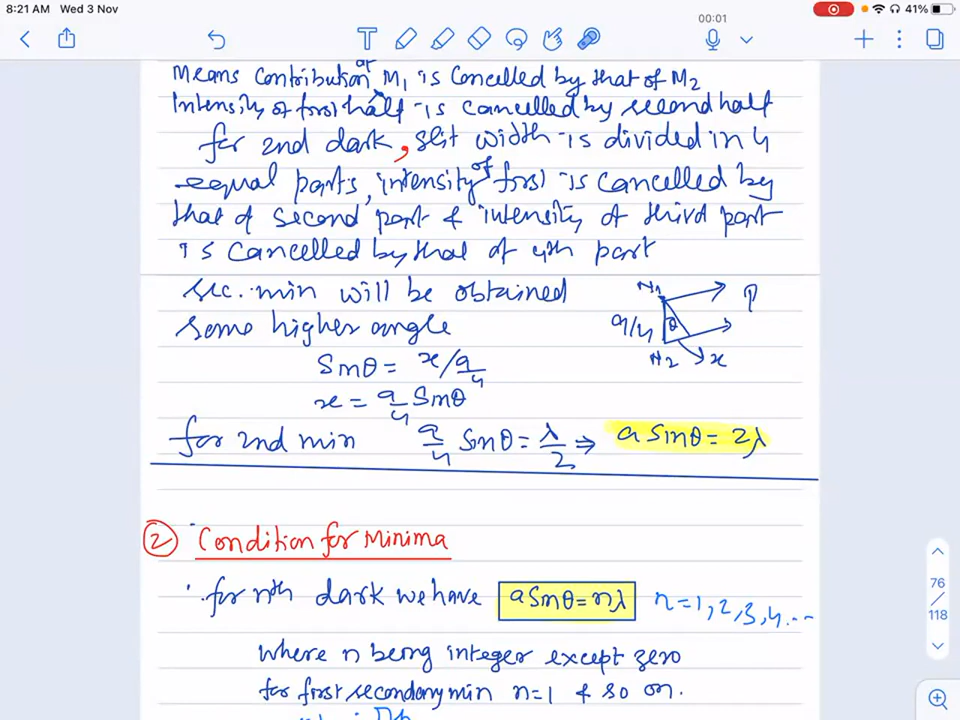 8:21 AM Wed 3 Nov
41%
00:01
Means Contribution of M1 is Cancelled by that of M2
Intensity of first half is cancelled by second half
for 2nd dark, slit width is divided in 4
equal parts, intensity of first is cancelled by
that of second part & intensity of third part
is cancelled by that of 4th part
sec. min will be obtained
some higher angle
N1
P
a/4
θ
N2
x
Sinθ = x/a/4
x = a/4 Sinθ
for 2nd min a/4 Sinθ = λ/2 ⇒ a Sinθ = 2λ
② Condition for Minima
for nth dark we have a Sinθ = nλ n=1,2,3,4....
where n being integer except zero
for first secondary min n=1 & so on.
76
/
118